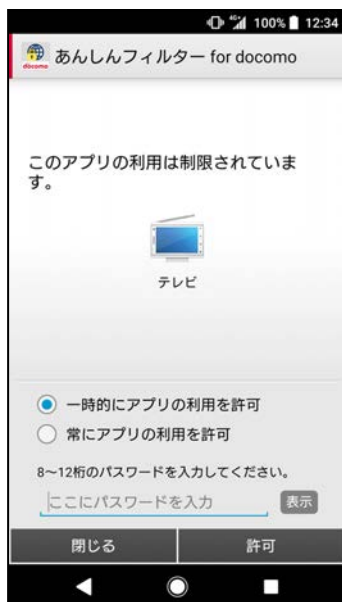 100% 12:34
docomo
あんしんフィルター for docomo
このアプリの利用は制限されていま
す。
テレビ
一時的にアプリの利用を許可
常にアプリの利用を許可
8~12桁のパスワードを入力してください。
ここにパスワードを入力 表示
閉じる 許可